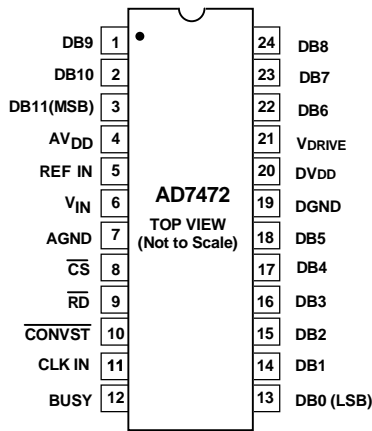 DB9 1 24 DB8
DB10 2 23 DB7
DB11(MSB) 3 22 DB6
AVDD 4 21 VDRIVE
REF IN 5 20 DVDD
VIN 6 19 DGND
AGND 7 18 DB5
CS 8 17 DB4
RD 9 16 DB3
CONVST 10 15 DB2
CLK IN 11 14 DB1
BUSY 12 13 DB0 (LSB)
AD7472
TOP VIEW
(Not to Scale)